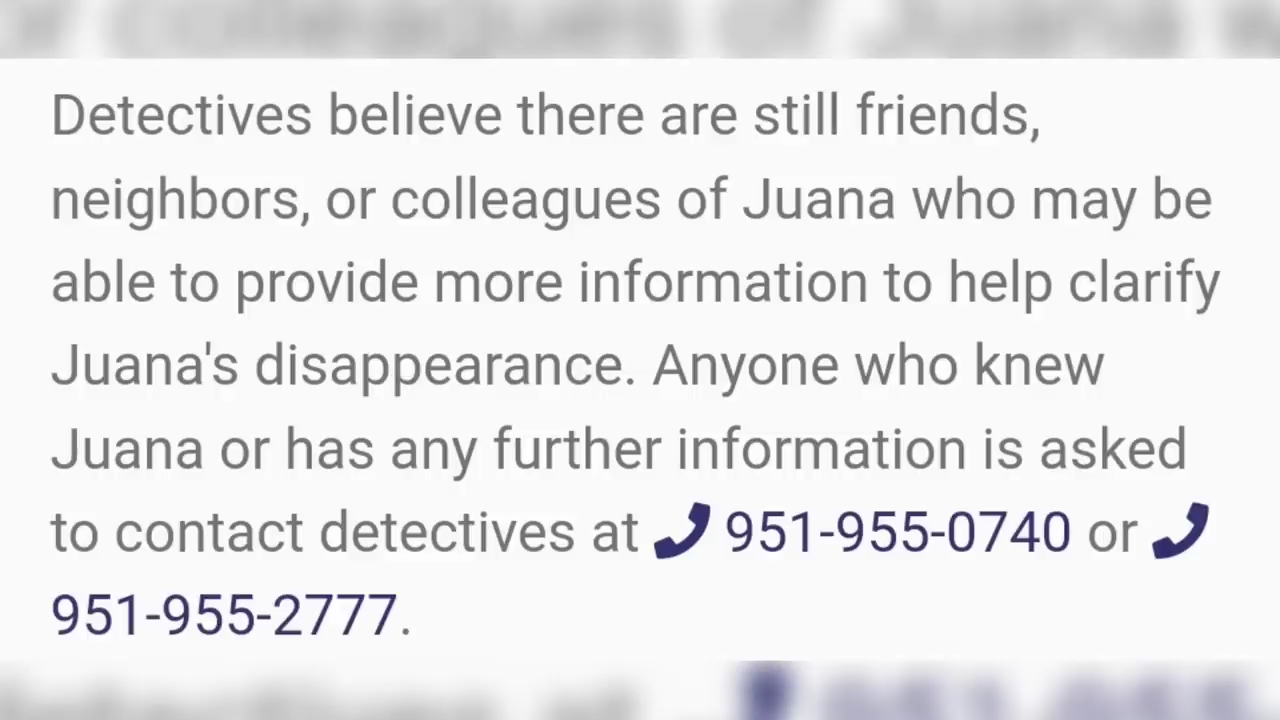 Detectives believe there are still friends,
neighbors, or colleagues of Juana who may be
able to provide more information to help clarify
Juana's disappearance. Anyone who knew
Juana or has any further information is asked
to contact detectives at 951-955-0740 or
951-955-2777.